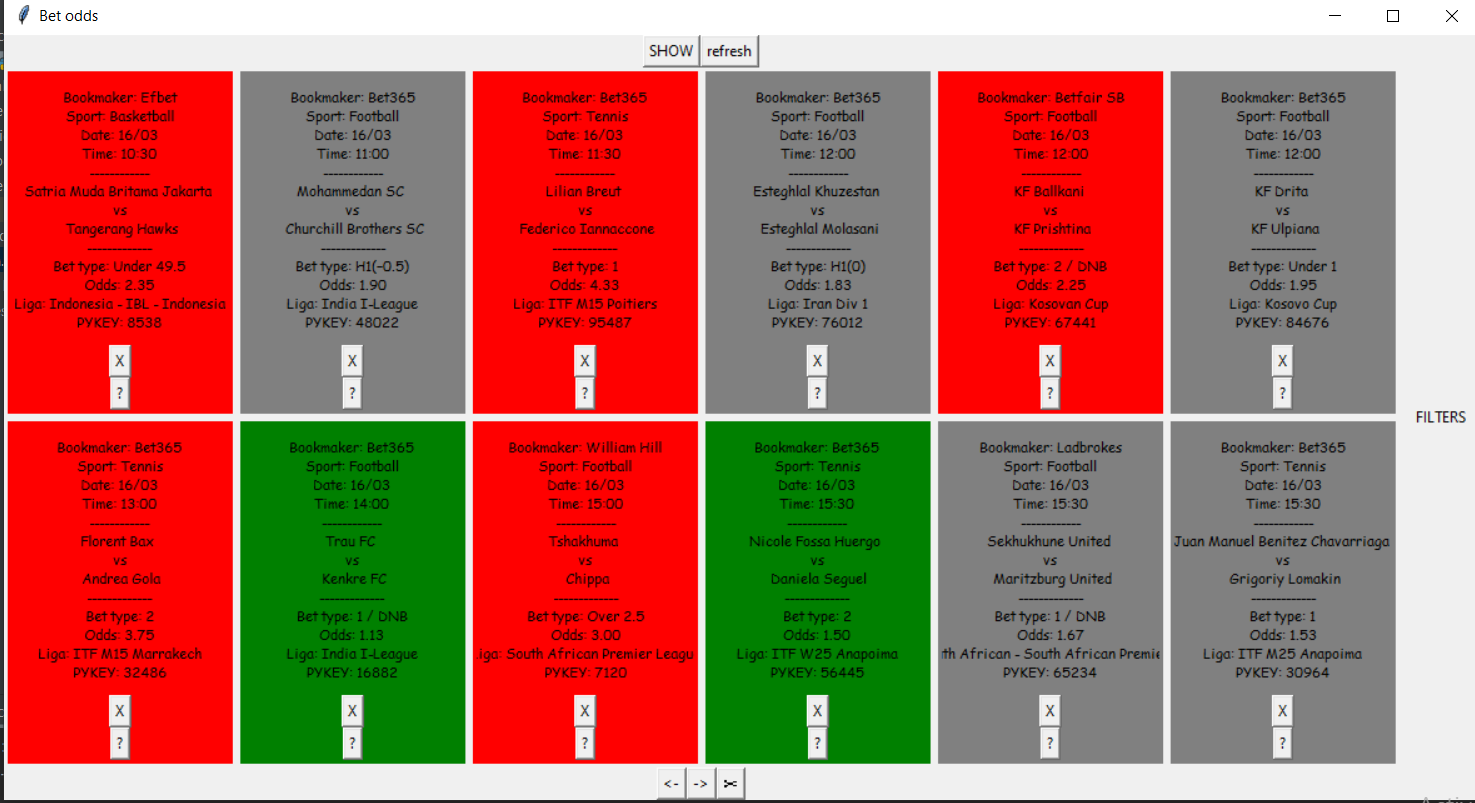 Bet odds
SHOW refresh
Bookmaker: Efbet
Sport: Basketball
Date: 16/03
Time: 10:30
------------
Satria Muda Britama Jakarta
vs
Tangerang Hawks
-------------
Bet type: Under 49.5
Odds: 2.35
Liga: Indonesia - IBL - Indonesia
PYKEY: 8538
X
?
Bookmaker: Bet365
Sport: Football
Date: 16/03
Time: 11:00
------------
Mohammedan SC
vs
Churchill Brothers SC
-------------
Bet type: H1(-0.5)
Odds: 1.90
Liga: India I-League
PYKEY: 48022
X
?
Bookmaker: Bet365
Sport: Tennis
Date: 16/03
Time: 11:30
------------
Lilian Breut
vs
Federico Iannaccone
-------------
Bet type: 1
Odds: 4.33
Liga: ITF M15 Poitiers
PYKEY: 95487
X
?
Bookmaker: Bet365
Sport: Football
Date: 16/03
Time: 12:00
------------
Esteghlal Khuzestan
vs
Esteghlal Molasani
-------------
Bet type: H1(0)
Odds: 1.83
Liga: Iran Div 1
PYKEY: 76012
X
?
Bookmaker: Betfair SB
Sport: Football
Date: 16/03
Time: 12:00
------------
KF Ballkani
vs
KF Prishtina
-------------
Bet type: 2 / DNB
Odds: 2.25
Liga: Kosovan Cup
PYKEY: 67441
X
?
Bookmaker: Bet365
Sport: Football
Date: 16/03
Time: 12:00
------------
KF Drita
vs
KF Ulpiana
-------------
Bet type: Under 1
Odds: 1.95
Liga: Kosovo Cup
PYKEY: 84676
X
?
FILTERS
Bookmaker: Bet365
Sport: Tennis
Date: 16/03
Time: 13:00
------------
Florent Bax
vs
Andrea Gola
-------------
Bet type: 2
Odds: 3.75
Liga: ITF M15 Marrakech
PYKEY: 32486
X
?
Bookmaker: Bet365
Sport: Football
Date: 16/03
Time: 14:00
------------
Trau FC
vs
Kenkre FC
-------------
Bet type: 1 / DNB
Odds: 1.13
Liga: India I-League
PYKEY: 16882
X
?
Bookmaker: William Hill
Sport: Football
Date: 16/03
Time: 15:00
------------
Tshakhuma
vs
Chippa
-------------
Bet type: Over 2.5
Odds: 3.00
iga: South African Premier Leagu
PYKEY: 7120
X
?
Bookmaker: Bet365
Sport: Tennis
Date: 16/03
Time: 15:30
------------
Nicole Fossa Huergo
vs
Daniela Seguel
-------------
Bet type: 2
Odds: 1.50
Liga: ITF W25 Anapoima
PYKEY: 56445
X
?
Bookmaker: Ladbrokes
Sport: Football
Date: 16/03
Time: 15:30
------------
Sekhukhune United
vs
Maritzburg United
-------------
Bet type: 1 / DNB
Odds: 1.67
th African - South African Premie
PYKEY: 65234
X
?
Bookmaker: Bet365
Sport: Tennis
Date: 16/03
Time: 15:30
------------
Juan Manuel Benitez Chavarriaga
vs
Grigoriy Lomakin
-------------
Bet type: 1
Odds: 1.53
Liga: ITF M25 Anapoima
PYKEY: 30964
X
?
<- -> ✂